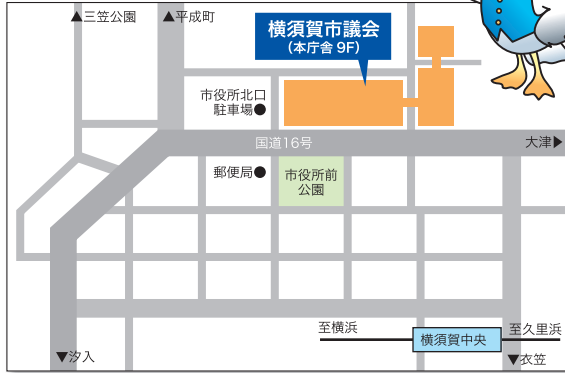 ▲三笠公園
▲平成町
横須賀市議会
(本庁舎 9F)
市役所北口
駐車場●
国道16号
大津▶
郵便局●
市役所前
公園
至横浜
横須賀中央
至久里浜
▼汐入
▼衣笠